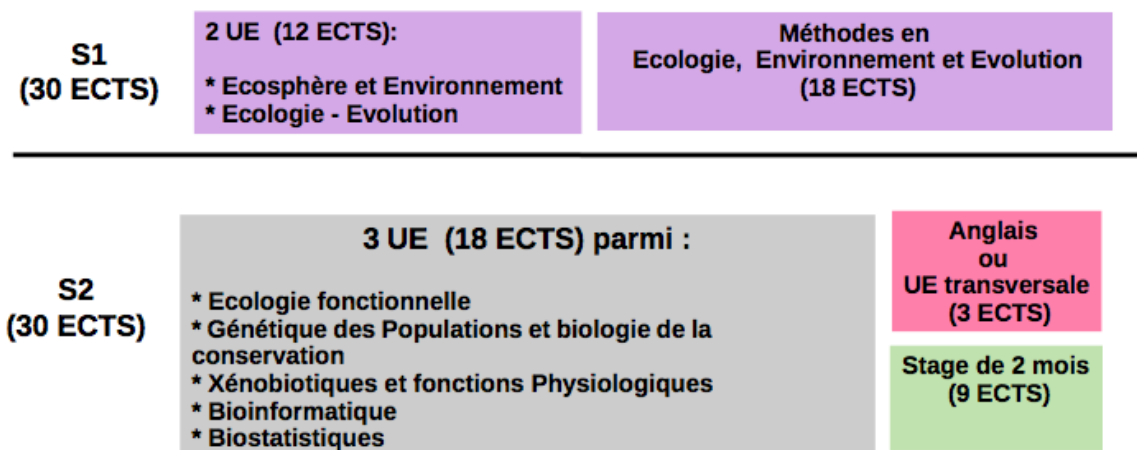 S1
(30 ECTS)
2 UE (12 ECTS):
* Ecosphère et Environnement
* Ecologie - Evolution
Méthodes en
Ecologie, Environnement et Evolution
(18 ECTS)
S2
(30 ECTS)
3 UE (18 ECTS) parmi :
* Ecologie fonctionnelle
* Génétique des Populations et biologie de la
conservation
* Xénobiotiques et fonctions Physiologiques
* Bioinformatique
* Biostatistiques
Anglais
ou
UE transversale
(3 ECTS)
Stage de 2 mois
(9 ECTS)